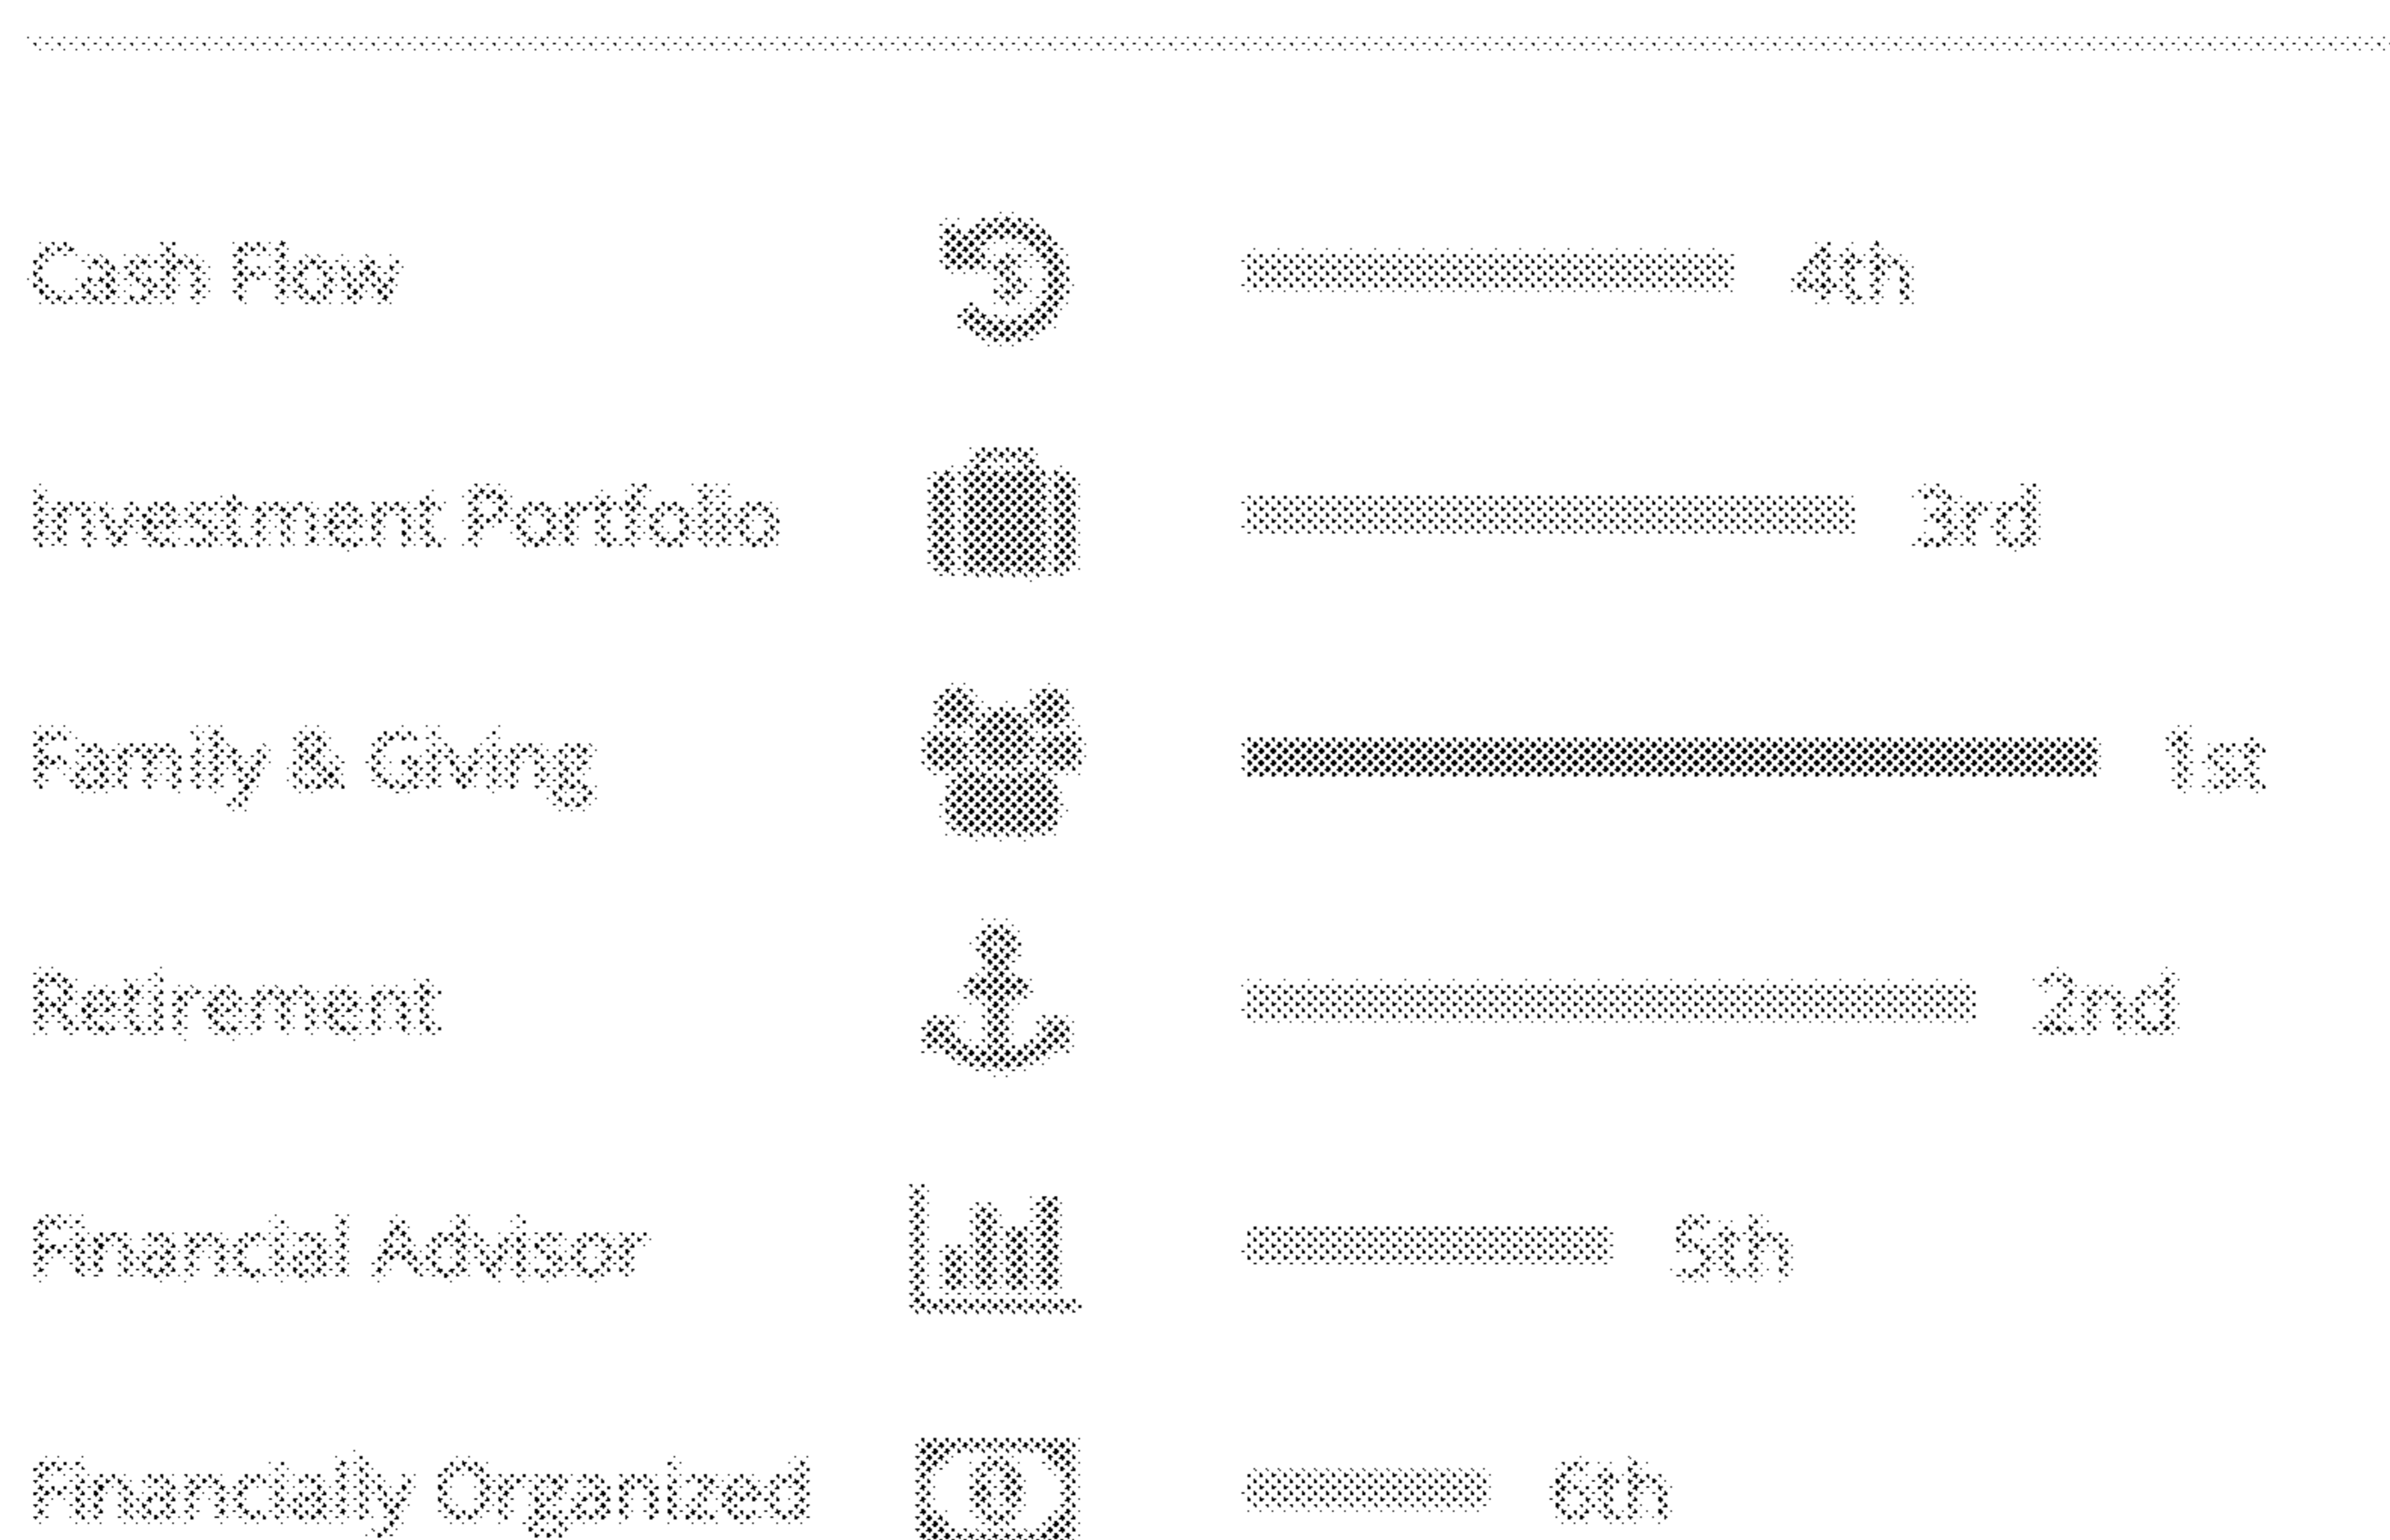 Cash Flow 4th
Investment Portfolio 3rd
Family & Giving 1st
Retirement 2nd
Financial Advisor 5th
Financially Organized 6th